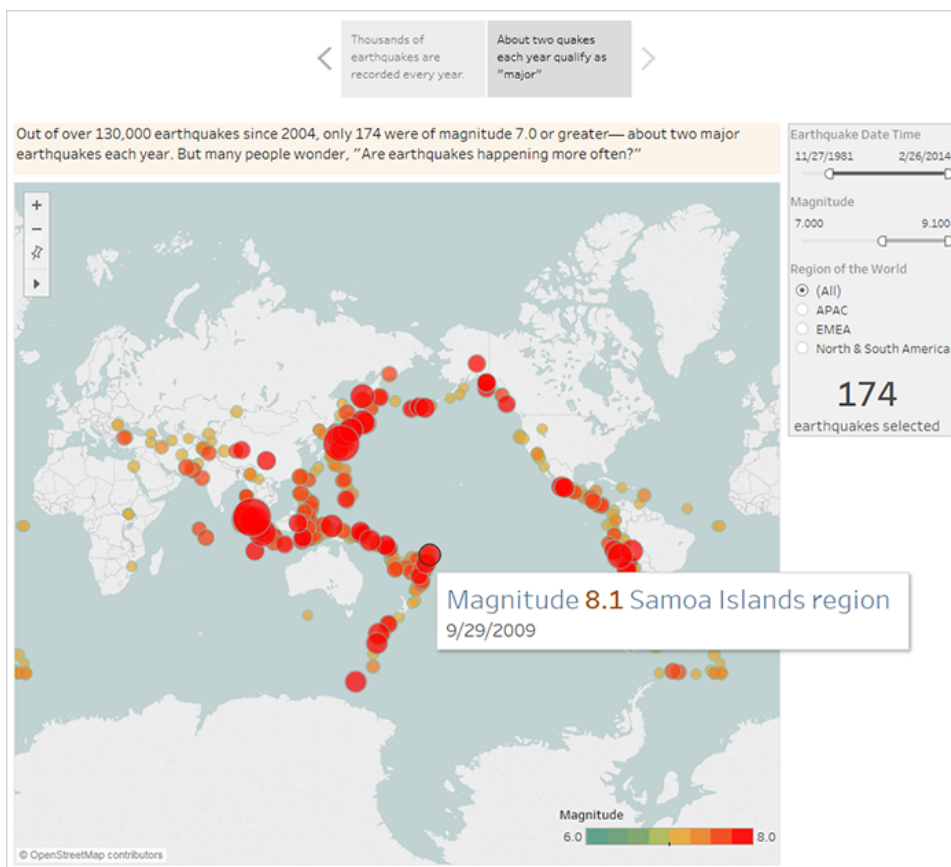 Thousands of
earthquakes are
recorded every year.
About two quakes
each year qualify as
"major"
Out of over 130,000 earthquakes since 2004, only 174 were of magnitude 7.0 or greater— about two major
earthquakes each year. But many people wonder, "Are earthquakes happening more often?"
Earthquake Date Time
11/27/1981 2/26/2014
Magnitude
7.000 9.100
Region of the World
(All)
APAC
EMEA
North & South America
174
earthquakes selected
Magnitude 8.1 Samoa Islands region
9/29/2009
Magnitude
6.0 8.0
© OpenStreetMap contributors